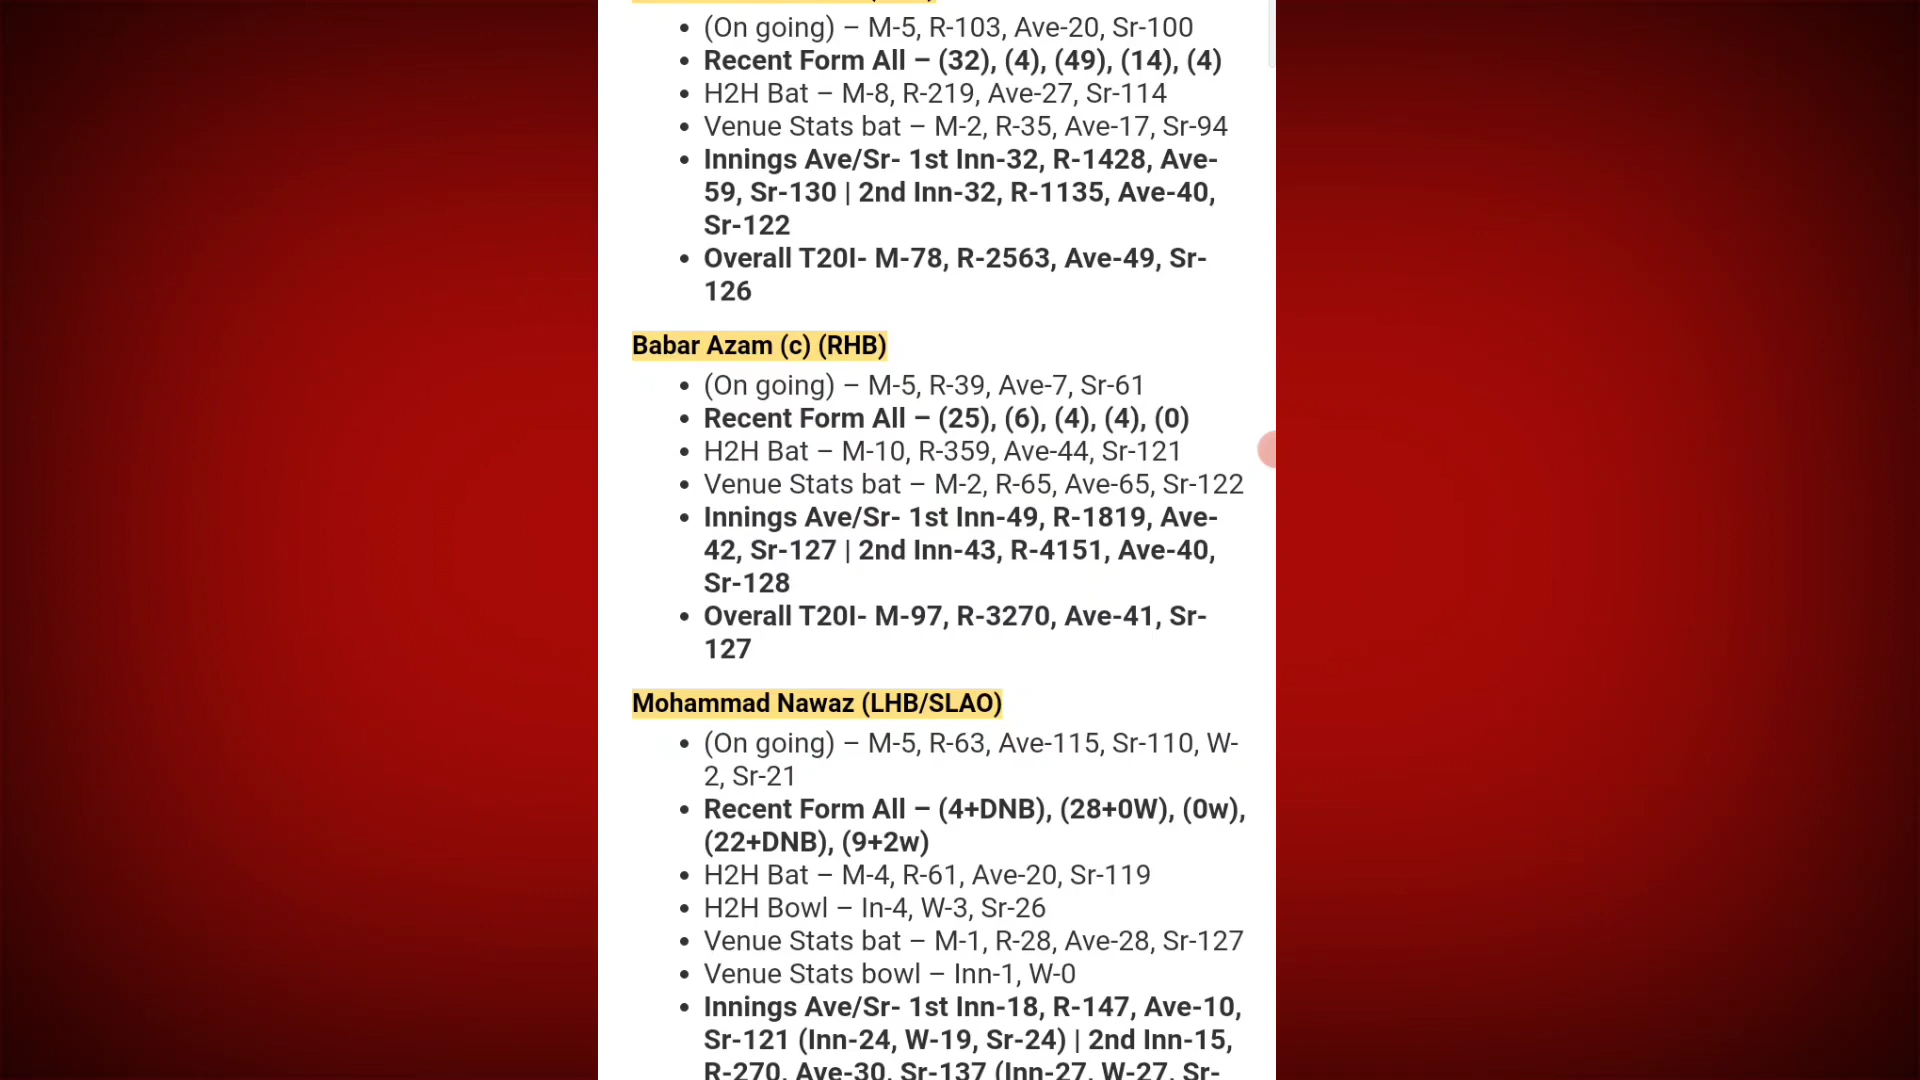 (On going) – M-5, R-103, Ave-20, Sr-100
Recent Form All – (32), (4), (49), (14), (4)
H2H Bat – M-8, R-219, Ave-27, Sr-114
Venue Stats bat – M-2, R-35, Ave-17, Sr-94
Innings Ave/Sr- 1st Inn-32, R-1428, Ave-
59, Sr-130 | 2nd Inn-32, R-1135, Ave-40,
Sr-122
Overall T20I- M-78, R-2563, Ave-49, Sr-
126
Babar Azam (c) (RHB)
(On going) – M-5, R-39, Ave-7, Sr-61
Recent Form All – (25), (6), (4), (4), (0)
H2H Bat – M-10, R-359, Ave-44, Sr-121
Venue Stats bat – M-2, R-65, Ave-65, Sr-122
Innings Ave/Sr- 1st Inn-49, R-1819, Ave-
42, Sr-127 | 2nd Inn-43, R-4151, Ave-40,
Sr-128
Overall T20I- M-97, R-3270, Ave-41, Sr-
127
Mohammad Nawaz (LHB/SLAO)
(On going) – M-5, R-63, Ave-115, Sr-110, W-
2, Sr-21
Recent Form All – (4+DNB), (28+0W), (0w),
(22+DNB), (9+2w)
H2H Bat – M-4, R-61, Ave-20, Sr-119
H2H Bowl – In-4, W-3, Sr-26
Venue Stats bat – M-1, R-28, Ave-28, Sr-127
Venue Stats bowl – Inn-1, W-0
Innings Ave/Sr- 1st Inn-18, R-147, Ave-10,
Sr-121 (Inn-24, W-19, Sr-24) | 2nd Inn-15,
R-270, Ave-30, Sr-137 (Inn-27, W-27, Sr-